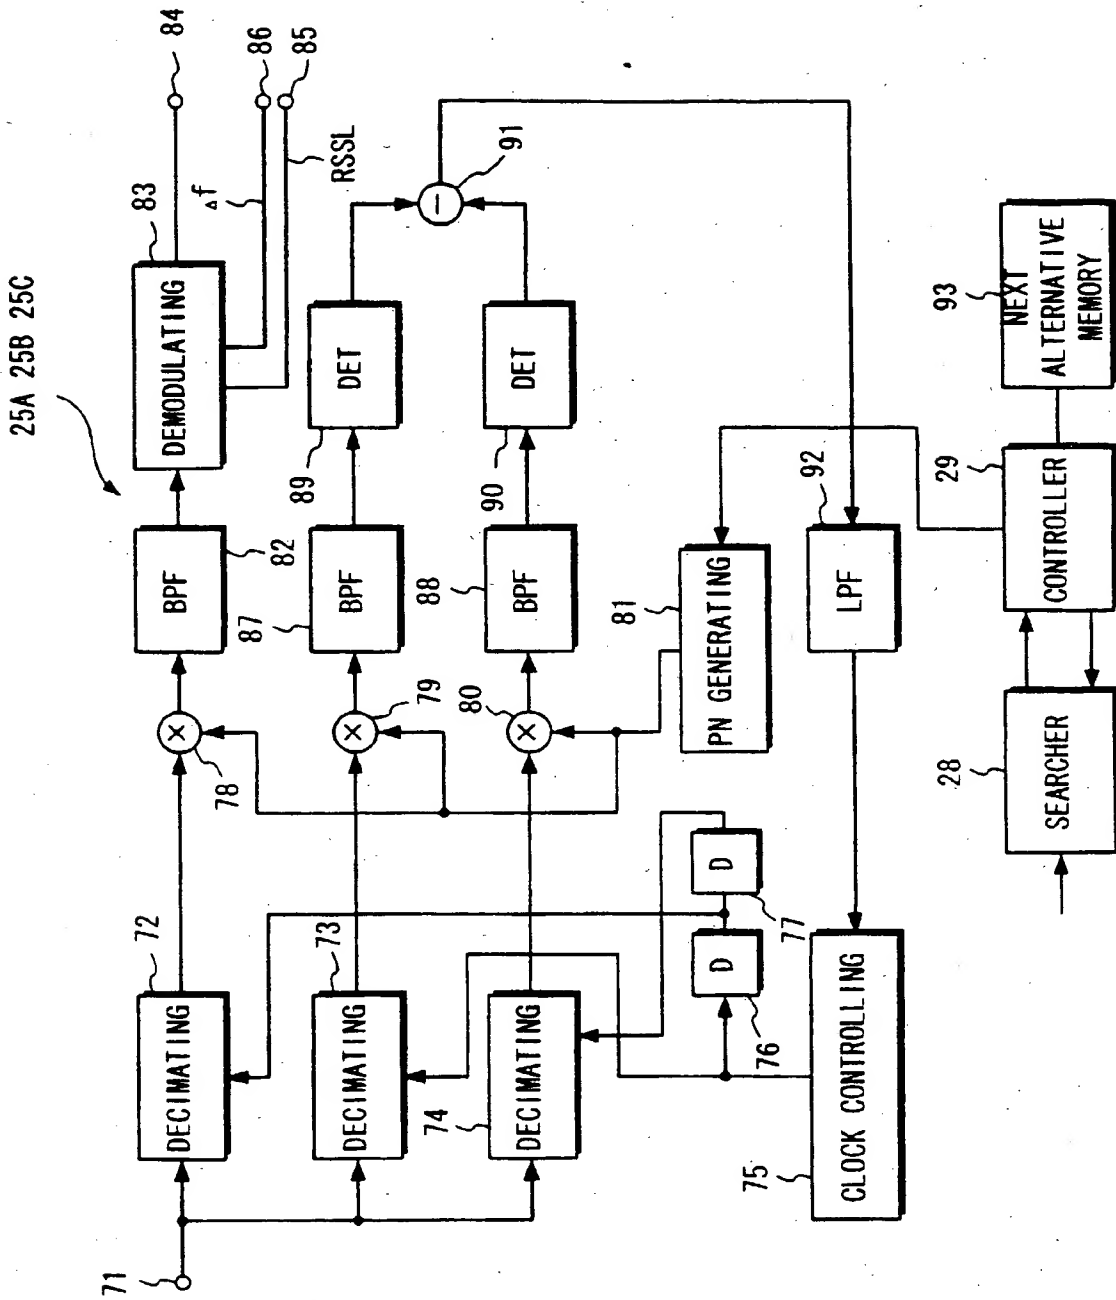 25A 25B 25C
71
DECIMATING
72
78
BPF
82
DEMODULATING
83
84
Δf
86
85
RSSL
DECIMATING
73
79
BPF
87
DET
89
91
DECIMATING
74
80
BPF
88
DET
90
PN GENERATING
81
D
76
D
77
CLOCK CONTROLLING
75
LPF
92
SEARCHER
28
CONTROLLER
29
NEXT
ALTERNATIVE
MEMORY
93